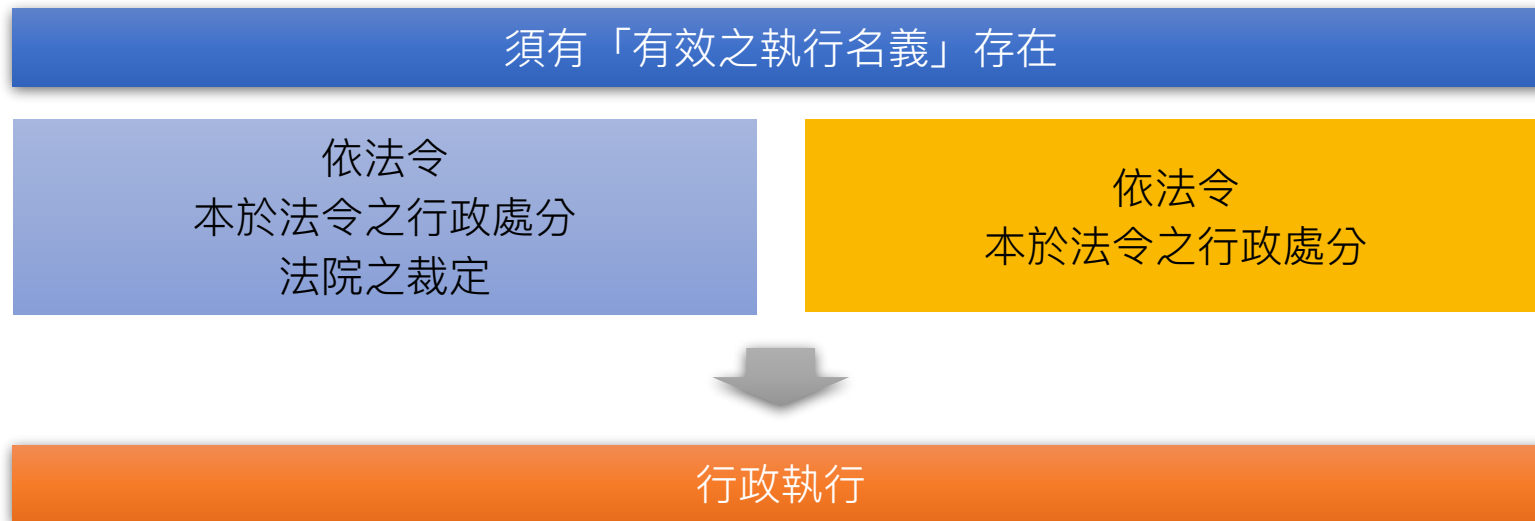 須有「有效之執行名義」存在
依法令
本於法令之行政處分
法院之裁定
依法令
本於法令之行政處分
行政執行